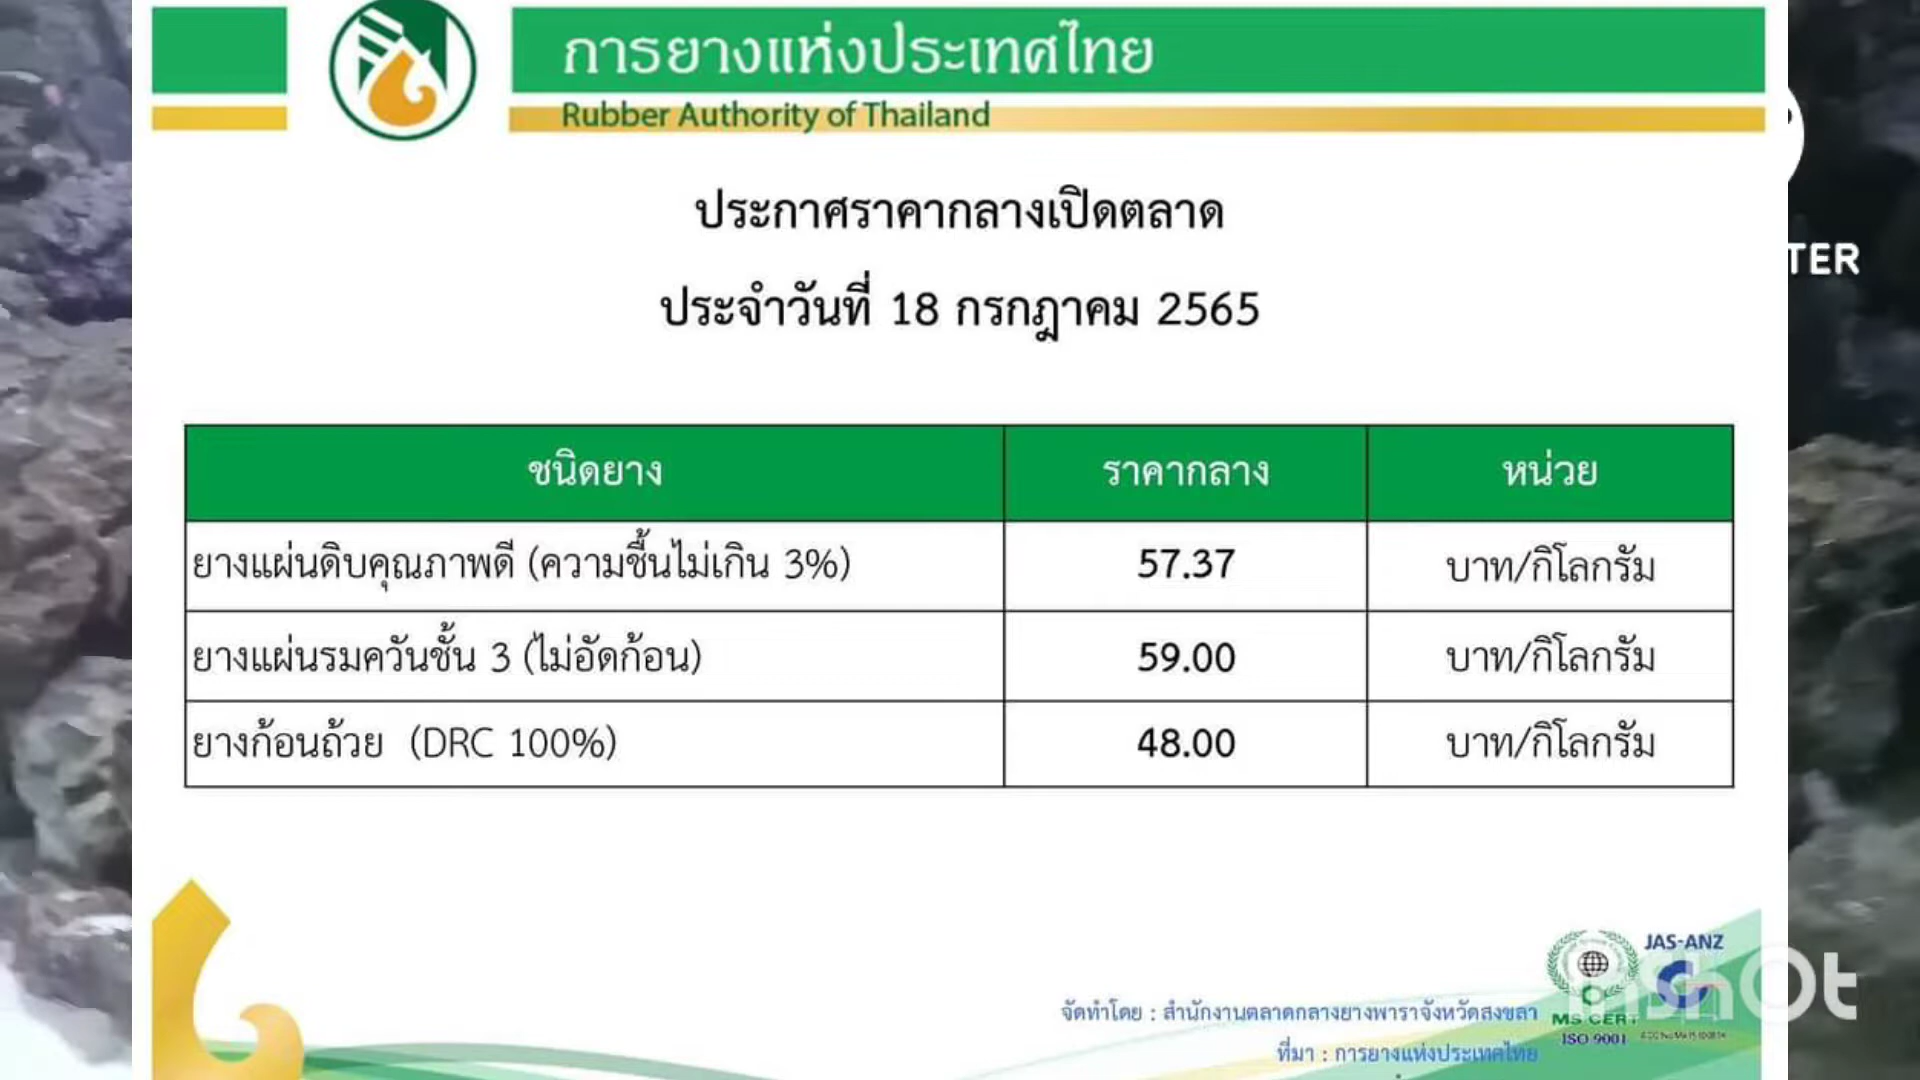 การยางแห่งประเทศไทย
Rubber Authority of Thailand
TER
ประกาศราคากลางเปิดตลาด
ประจำวันที่ 18 กรกฎาคม 2565
ชนิดยาง ราคากลาง หน่วย
ยางแผ่นดิบคุณภาพดี (ความชื้นไม่เกิน 3%) 57.37 บาท/กิโลกรัม
ยางแผ่นรมควันชั้น 3 (ไม่อัดก้อน) 59.00 บาท/กิโลกรัม
ยางก้อนถ้วย (DRC 100%) 48.00 บาท/กิโลกรัม
JAS-ANZ
จัดทำโดย : สำนักงานตลาดกลางยางพาราจังหวัดสงขลา
MS CERT
ISO 9001
ที่มา : การยางแห่งประเทศไทย